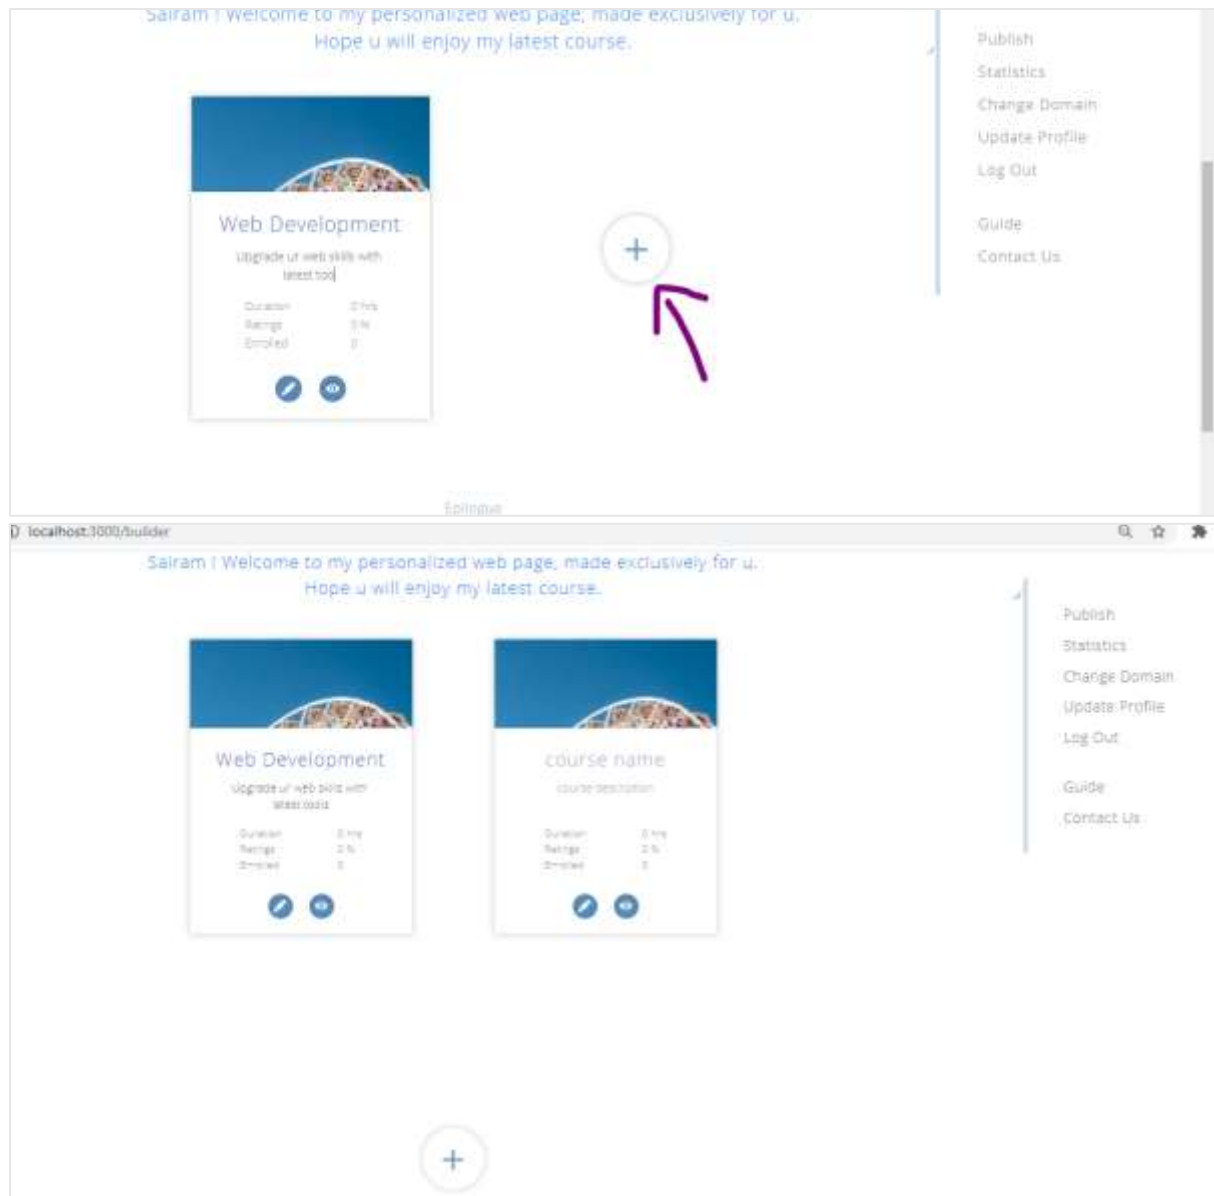 Sairam ! Welcome to my personalized web page, made exclusively for u.
Hope u will enjoy my latest course.
Publish
Statistics
Change Domain
Update Profile
Log Out
Guide
Contact Us
Web Development
Upgrade ur web skills with
latest tool
Duration 0 hrs
Ratings 0 %
Enrolled 0
Epilogue
localhost:3000/builder
Sairam ! Welcome to my personalized web page, made exclusively for u.
Hope u will enjoy my latest course.
Publish
Statistics
Change Domain
Update Profile
Log Out
Guide
Contact Us
Web Development
Upgrade ur web skills with
latest tools
Duration 0 hrs
Ratings
Enrolled 0
course name
course description
Duration 0 hrs
Ratings
Enrolled 0